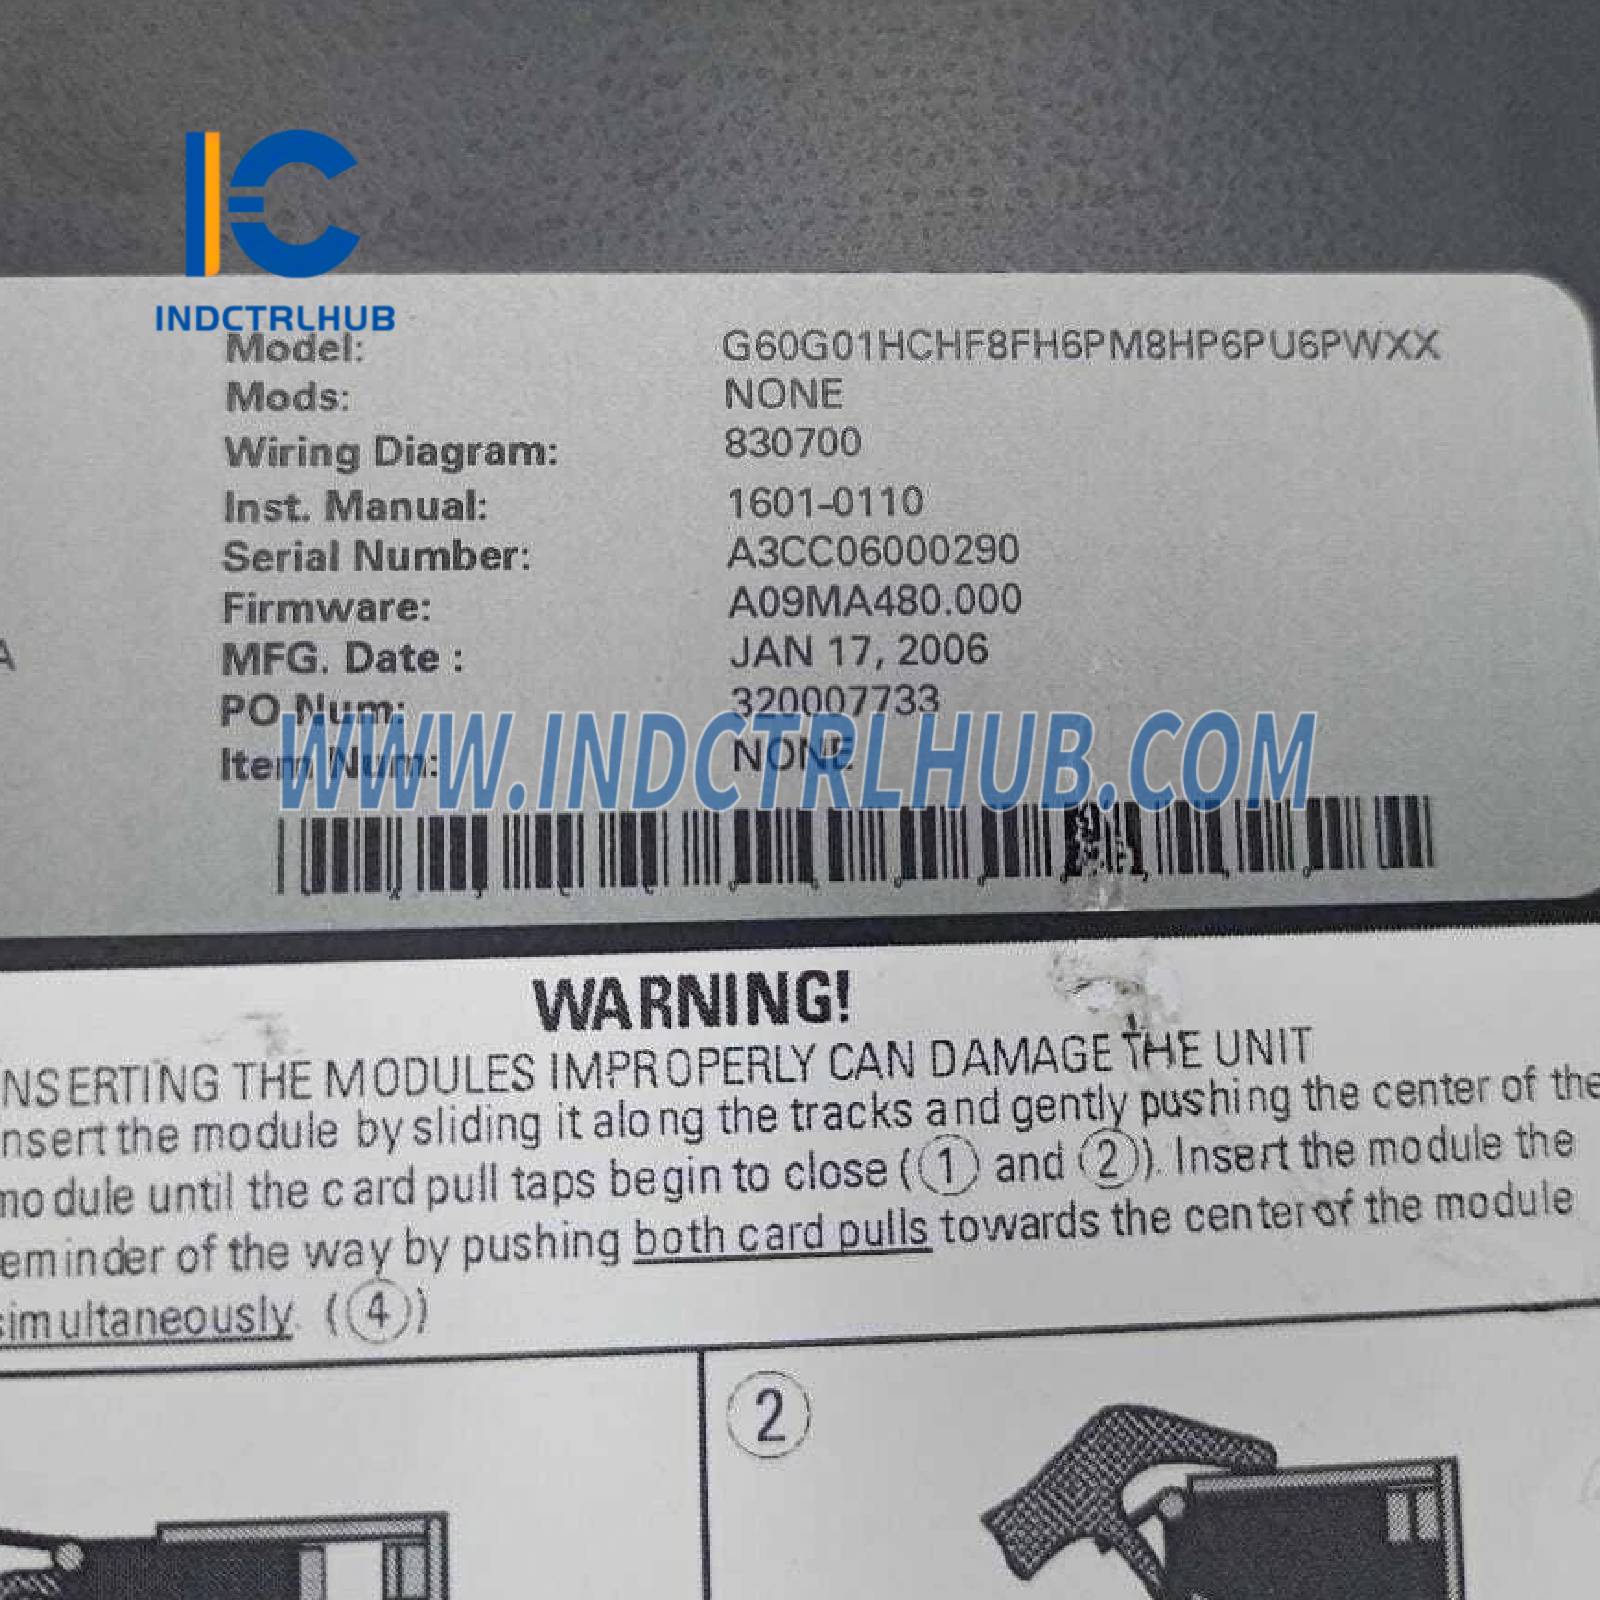 INDCTRLHUB
Model: G60G01HCHF8FH6PM8HP6PU6PWXX
Mods: NONE
Wiring Diagram: 830700
Inst. Manual: 1601-0110
Serial Number: A3CC06000290
Firmware: A09MA480.000
A
MFG. Date : JAN 17, 2006
PO Num: 320007733
WWW.INDCTRLHUB.COM
Item Num: NONE
WARNING!
NSERTING THE MODULES IMPROPERLY CAN DAMAGE THE UNIT
nsert the module by sliding it along the tracks and gently pushing the center of the
module until the card pull taps begin to close (1 and 2). Insert the module the
eminder of the way by pushing both card pulls towards the center of the module
simultaneously. (4)
2